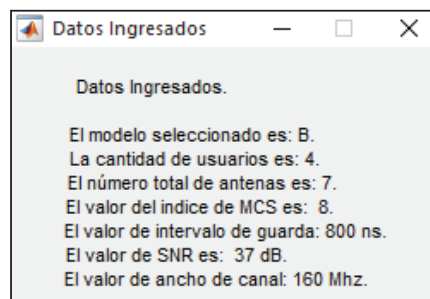 Datos Ingresados
Datos Ingresados.
El modelo seleccionado es: B.
La cantidad de usuarios es: 4.
El número total de antenas es: 7.
El valor del indice de MCS es:  8.
El valor de intervalo de guarda: 800 ns.
El valor de SNR es:  37 dB.
El valor de ancho de canal: 160 Mhz.